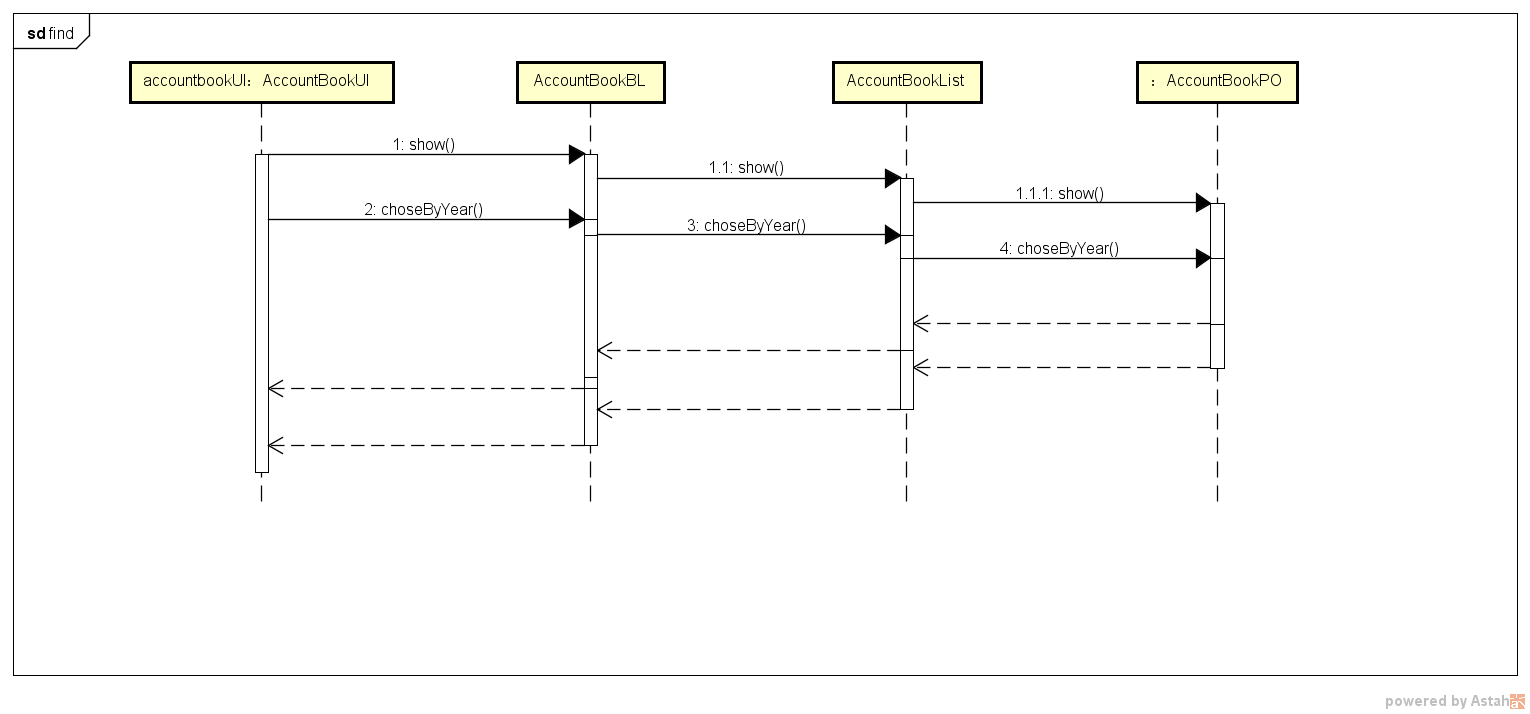 sd find
accountbookUI：AccountBookUI
AccountBookBL
AccountBookList
：AccountBookPO
1: show()
1.1: show()
1.1.1: show()
2: choseByYear()
3: choseByYear()
4: choseByYear()
powered by Astah